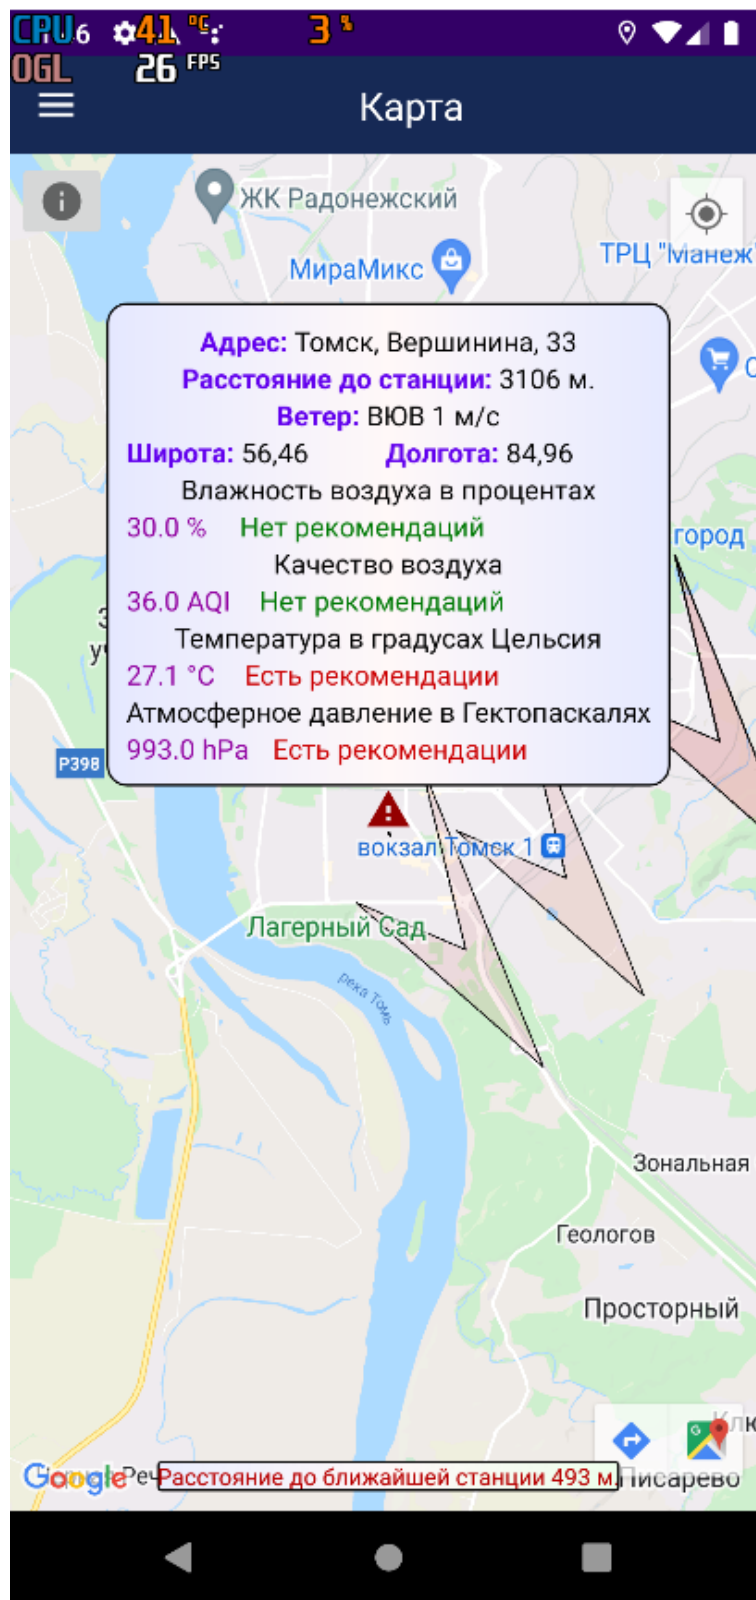 CPU 6 41 °C 3 %
OGL 26 FPS
Карта
ЖК Радонежский
МираМикс
ТРЦ "Манеж"
Адрес: Томск, Вершинина, 33
Расстояние до станции: 3106 м.
Ветер: ВЮВ 1 м/с
Широта: 56,46 Долгота: 84,96
Влажность воздуха в процентах
30.0 % Нет рекомендаций
город
Качество воздуха
36.0 AQI Нет рекомендаций
Температура в градусах Цельсия
27.1 °C Есть рекомендации
Атмосферное давление в Гектопаскалях
993.0 hPa Есть рекомендации
Р398
вокзал Томск 1
Лагерный Сад
река Томь
Зональная
Геологов
Просторный
Google
Расстояние до ближайшей станции 493 м.
Писарево